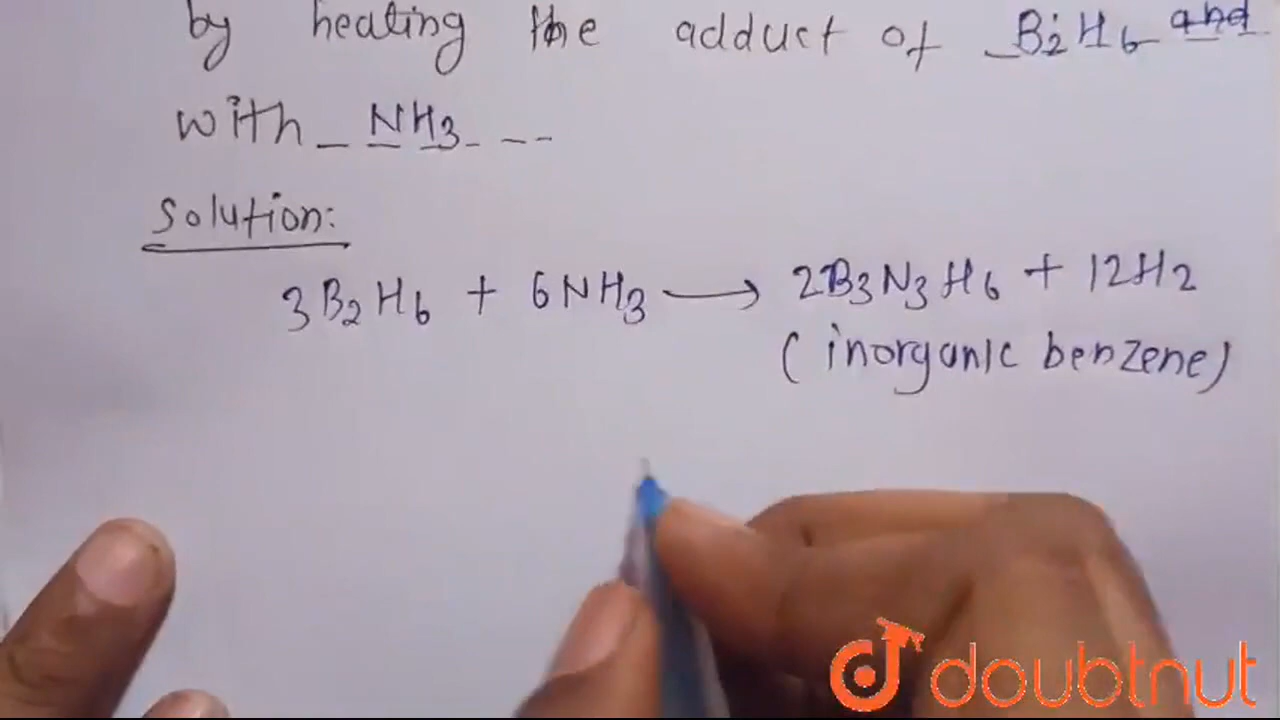 by heating the adduct of B2H6 and
with NH3
Solution:
3B2H6 + 6NH3 → 2B3N3H6 + 12H2
(inorganic benzene)
doubtnut